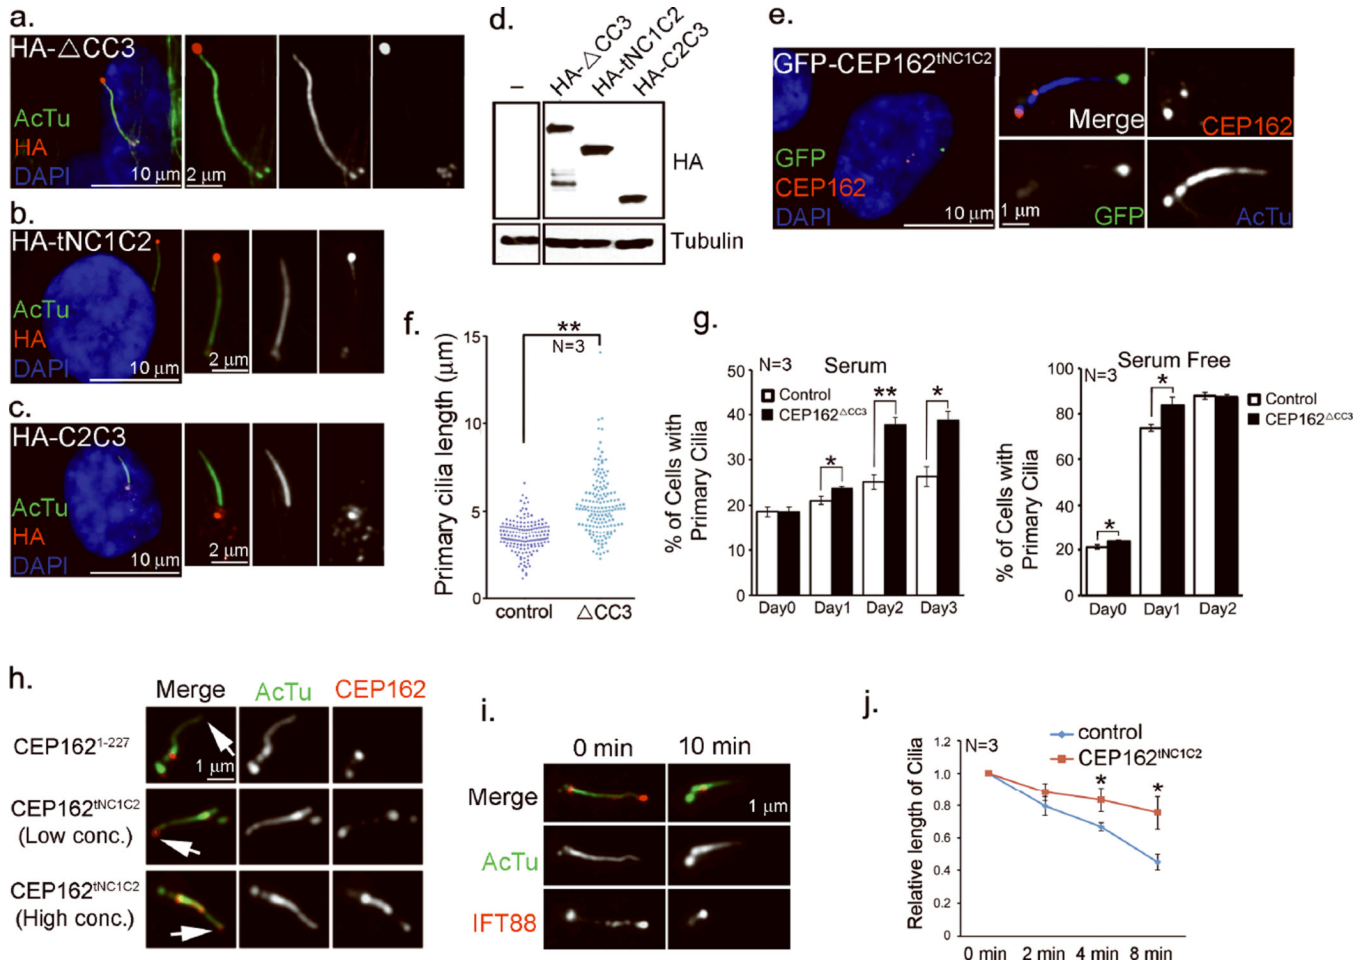 a.
HA-△CC3
AcTu
HA
DAPI
10 μm
2 μm
b.
HA-tNC1C2
AcTu
HA
DAPI
10 μm
2 μm
c.
HA-C2C3
AcTu
HA
DAPI
10 μm
2 μm
d.
–
HA-△CC3
HA-tNC1C2
HA-C2C3
HA
Tubulin
e.
GFP-CEP162tNC1C2
GFP
CEP162
DAPI
10 μm
Merge
CEP162
1 μm
GFP
AcTu
f.
**
N=3
Primary cilia length (μm)
15
10
5
0
control
△CC3
g.
N=3
Serum
Control
CEP162△CC3
% of Cells with
Primary Cilia
50
40
30
20
10
0
*
**
*
Day0
Day1
Day2
Day3
Serum Free
N=3
Control
CEP162△CC3
% of Cells with
Primary Cilia
100
80
60
40
20
0
*
*
Day0
Day1
Day2
h.
Merge
AcTu
CEP162
CEP1621-227
1 μm
CEP162tNC1C2
(Low conc.)
CEP162tNC1C2
(High conc.)
i.
0 min
10 min
Merge
1 μm
AcTu
IFT88
j.
control
CEP162tNC1C2
N=3
Relative length of Cilia
1.2
1.0
0.8
0.6
0.4
0.2
0
*
*
0 min
2 min
4 min
8 min